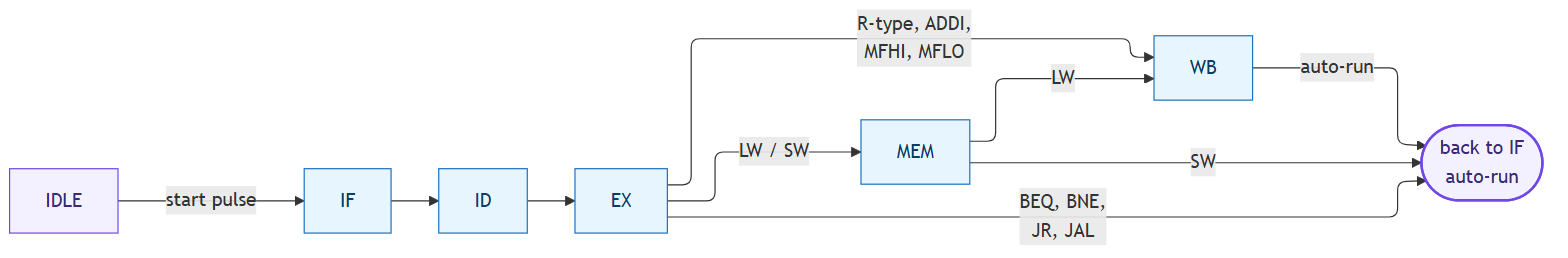 IDLE
start pulse
IF
ID
EX
R-type, ADDI,
MFHI, MFLO
LW / SW
BEQ, BNE,
JR, JAL
MEM
LW
SW
WB
auto-run
back to IF
auto-run